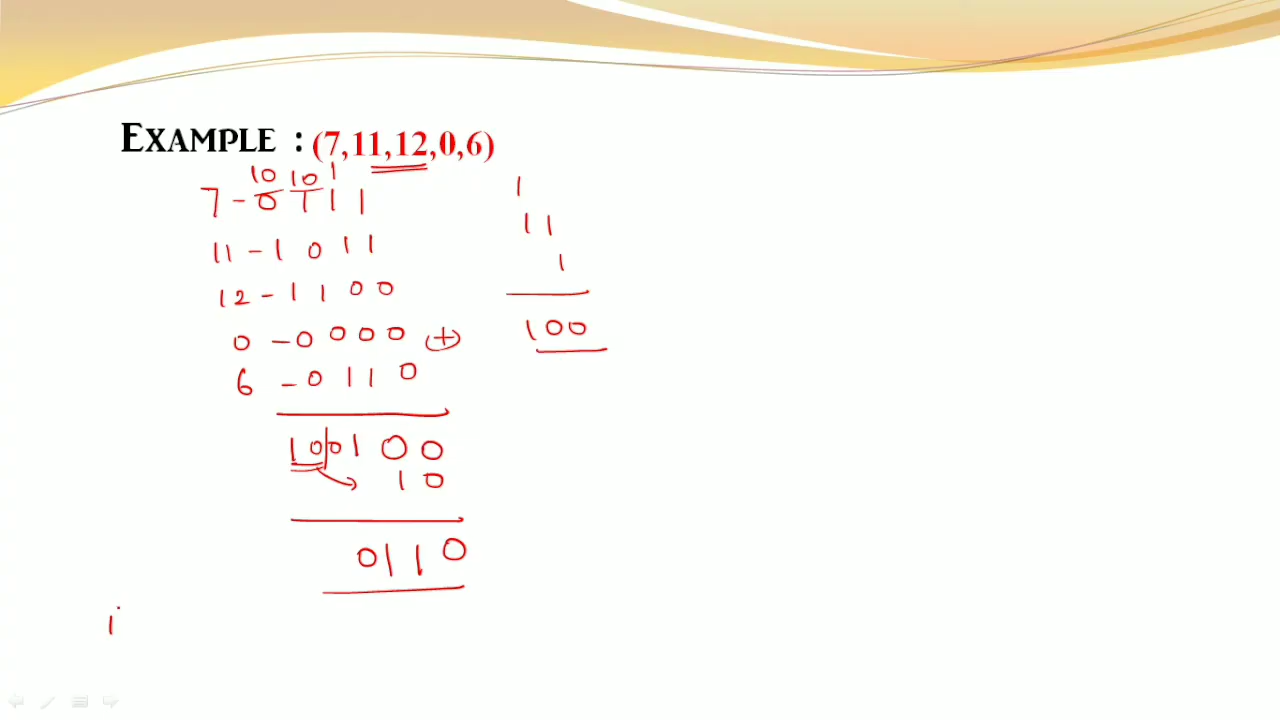 EXAMPLE : (7,11,12,0,6)
10 10 1
7 - 0 1 1 1
11 - 1 0 1 1
12 - 1 1 0 0
0 - 0 0 0 0 (+)
6 - 0 1 1 0
1 0 0 1 0 0
1 0
0 1 1 0
1
1 1
1
1 0 0